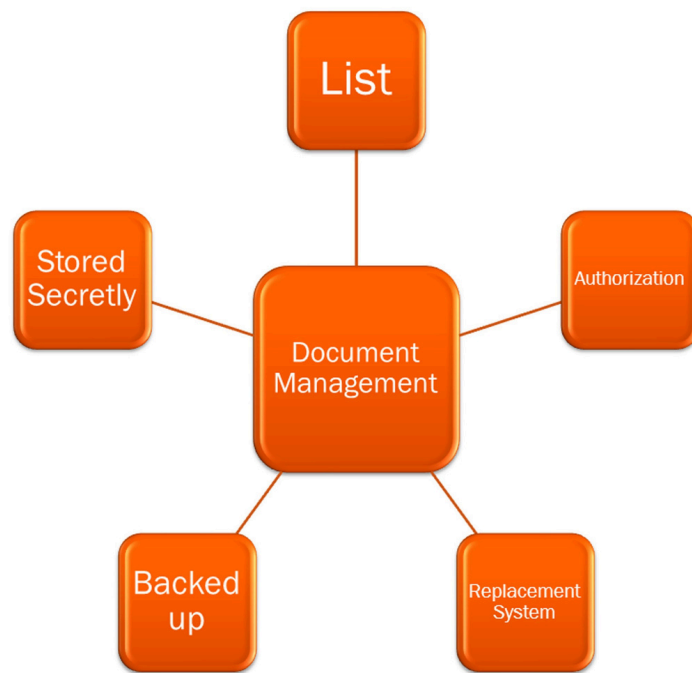 List
Stored
Secretly
Authorization
Document
Management
Backed
up
Replacement
System